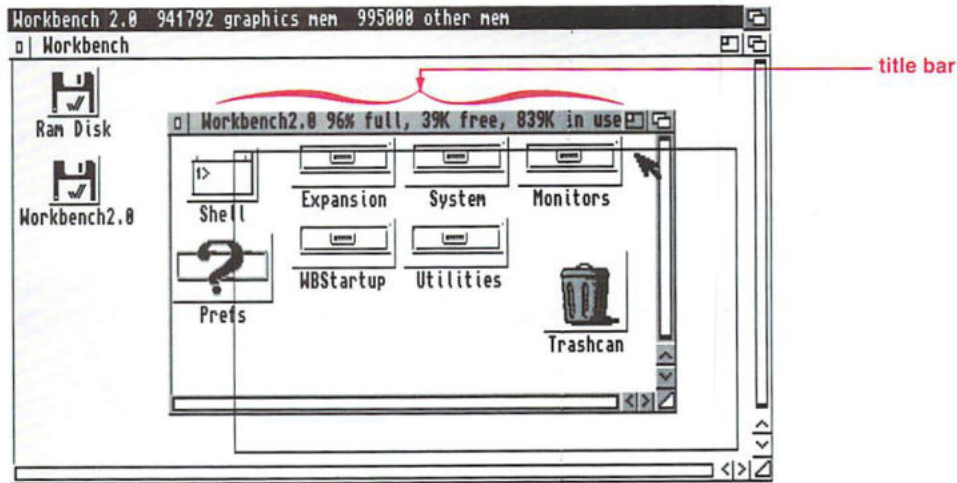 Workbench 2.0 941792 graphics mem 995000 other mem
Workbench
title bar
Ram Disk
Workbench2.0
Workbench2.0 96% full, 39K free, 839K in use
1>
Shell
Expansion
System
Monitors
Prefs
WBStartup
Utilities
Trashcan